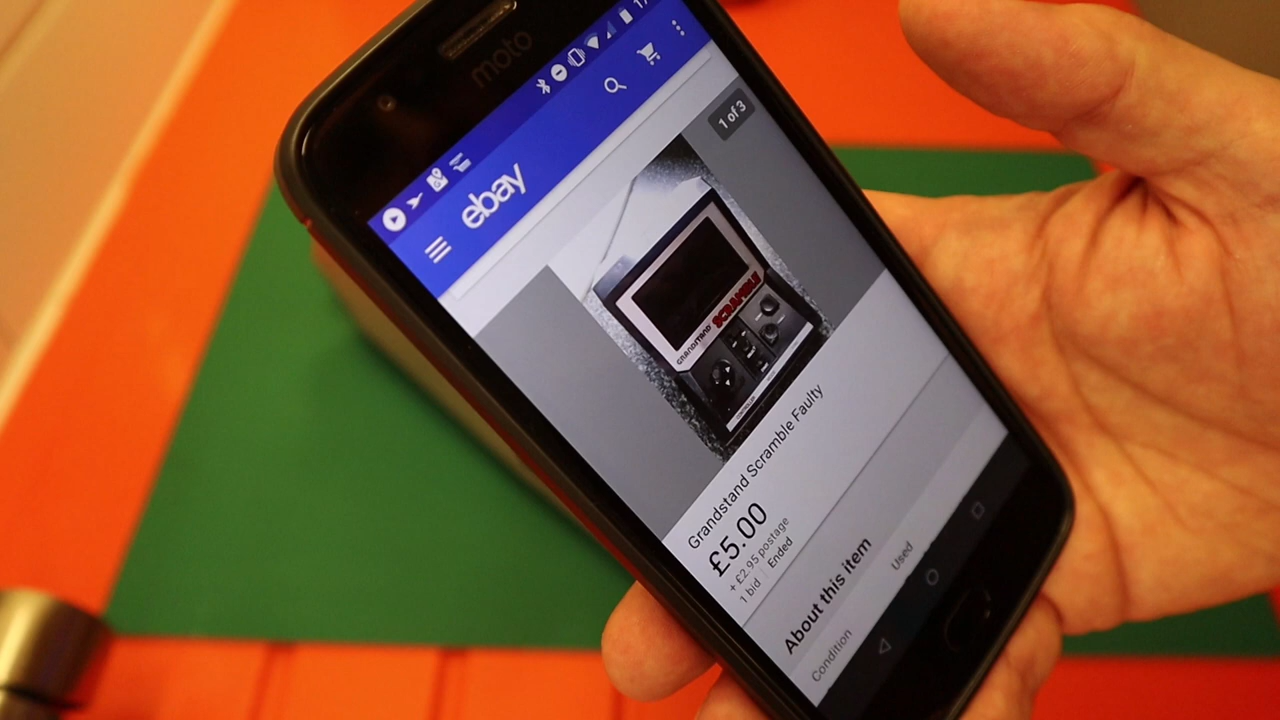 moto
17
ebay
1 of 3
GRANDSTAND SCRAMBLE
Grandstand Scramble Faulty
£5.00
+ £2.95 postage
1 bid Ended
About this item
Condition Used